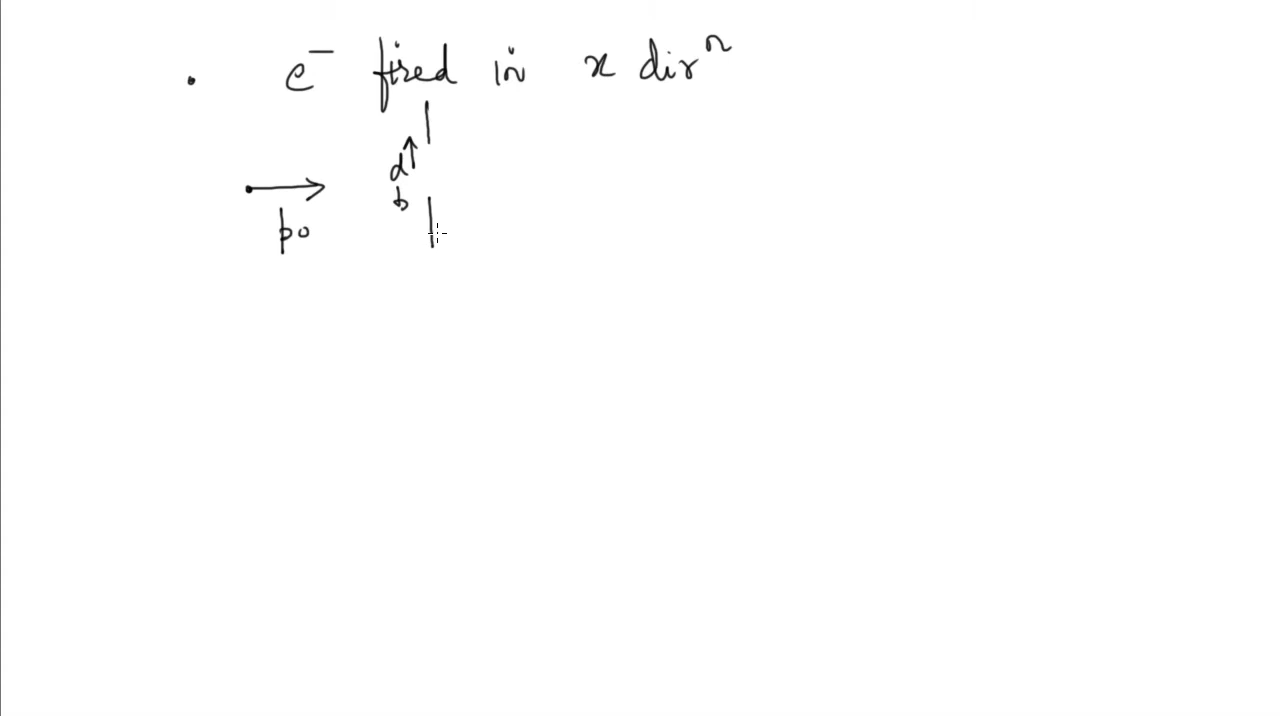 e⁻ fired in x dirⁿ
d
p0